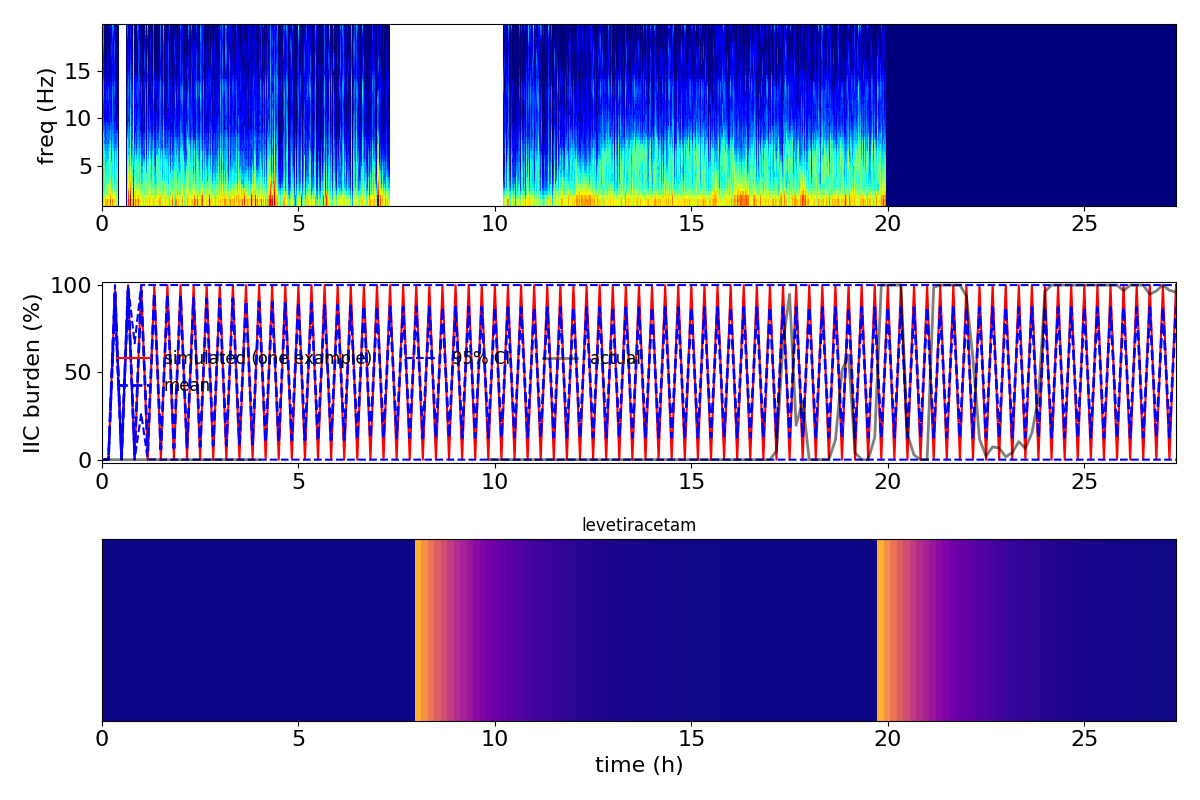 freq (Hz)
15
10
5
0 5 10 15 20 25
IIC burden (%)
100
50
0
simulated (one example) 95% CI actual
mean
0 5 10 15 20 25
levetiracetam
0 5 10 15 20 25
time (h)